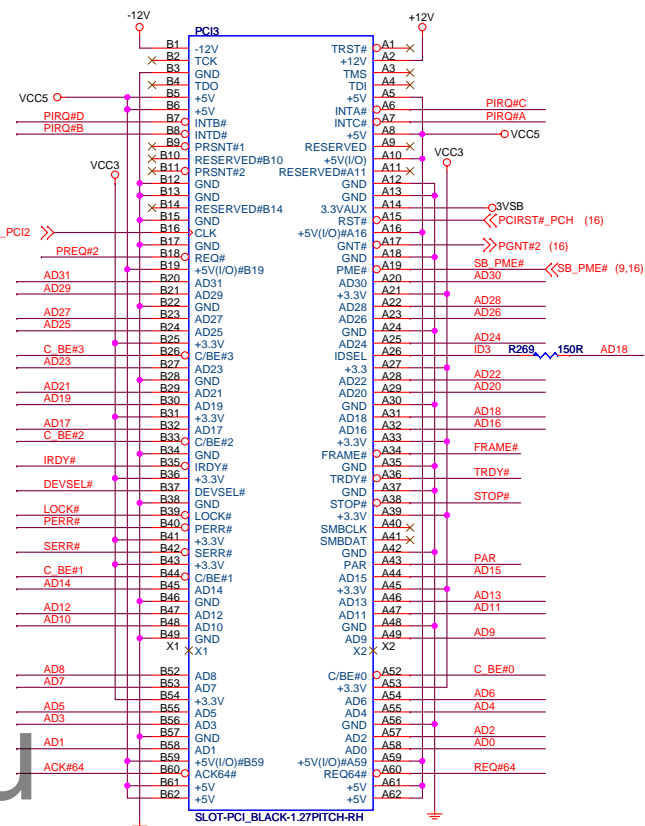 -12V +12V
PCI3
B1 -12V TRST# A1
B2 TCK +12V A2
B3 GND TMS A3
B4 TDO TDI A4
VCC5 B5 +5V +5V A5
B6 +5V INTA# A6 PIRQ#C
PIRQ#D B7 INTB# INTC# A7 PIRQ#A
PIRQ#B B8 INTD# +5V A8 VCC5
B9 PRSNT#1 RESERVED A9
B10 RESERVED#B10 +5V(I/O) A10 VCC3
VCC3 B11 PRSNT#2 RESERVED#A11 A11
B12 GND GND A12
B13 GND GND A13
B14 RESERVED#B14 3.3VAUX A14 3VSB
B15 GND RST# A15 PCIRST#_PCH (16)
_PCI2 B16 CLK +5V(I/O)#A16 A16
B17 GND GNT# A17 PGNT#2 (16)
PREQ#2 B18 REQ# GND A18
B19 +5V(I/O)#B19 PME# A19 SB_PME# SB_PME# (9,16)
AD31 B20 AD31 AD30 A20 AD30
AD29 B21 AD29 +3.3V A21
B22 GND AD28 A22 AD28
AD27 B23 AD27 AD26 A23 AD26
AD25 B24 AD25 GND A24
B25 +3.3V AD24 A25 AD24
C_BE#3 B26 C/BE#3 IDSEL A26 ID3 R269 150R AD18
AD23 B27 AD23 +3.3 A27
B28 GND AD22 A28 AD22
AD21 B29 AD21 AD20 A29 AD20
AD19 B30 AD19 GND A30
B31 +3.3V AD18 A31 AD18
AD17 B32 AD17 AD16 A32 AD16
C_BE#2 B33 C/BE#2 +3.3V A33
B34 GND FRAME# A34 FRAME#
IRDY# B35 IRDY# GND A35
B36 +3.3V TRDY# A36 TRDY#
DEVSEL# B37 DEVSEL# GND A37
B38 GND STOP# A38 STOP#
LOCK# B39 LOCK# +3.3V A39
PERR# B40 PERR# SMBCLK A40
B41 +3.3V SMBDAT A41
SERR# B42 SERR# GND A42
B43 +3.3V PAR A43 PAR
C_BE#1 B44 C/BE#1 AD15 A44 AD15
AD14 B45 AD14 +3.3V A45
B46 GND AD13 A46 AD13
AD12 B47 AD12 AD11 A47 AD11
AD10 B48 AD10 GND A48
B49 GND AD9 A49 AD9
X1 X1 X2 X2
AD8 B52 AD8 C/BE#0 A52 C_BE#0
AD7 B53 AD7 +3.3V A53
B54 +3.3V AD6 A54 AD6
AD5 B55 AD5 AD4 A55 AD4
AD3 B56 AD3 GND A56
B57 GND AD2 A57 AD2
AD1 B58 AD1 AD0 A58 AD0
B59 +5V(I/O)#B59 +5V(I/O)#A59 A59
ACK#64 B60 ACK64# REQ64# A60 REQ#64
B61 +5V +5V A61
B62 +5V +5V A62
SLOT-PCI_BLACK-1.27PITCH-RH